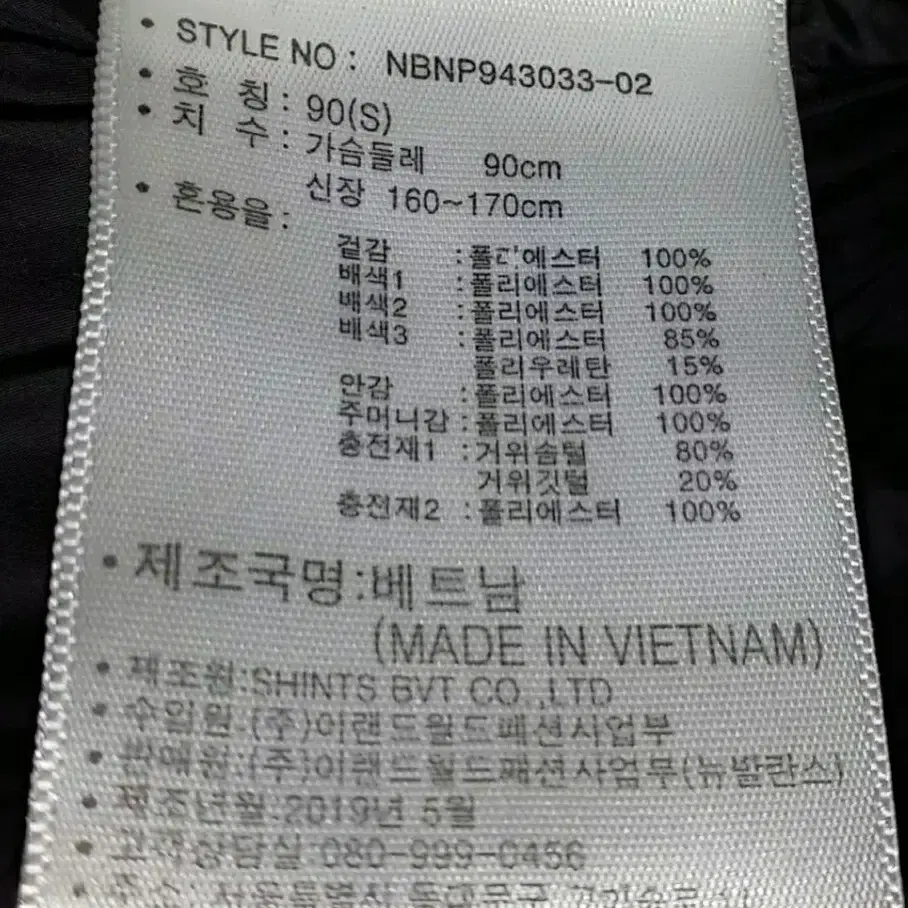 • STYLE NO : NBNP943033-02
• 호 칭 : 90(S)
• 치 수 : 가슴둘레 90cm
신장 160~170cm
• 혼용율 :
겉감 : 폴리에스터 100%
배색1 : 폴리에스터 100%
배색2 : 폴리에스터 100%
배색3 : 폴리에스터 85%
폴리우레탄 15%
안감 : 폴리에스터 100%
주머니감 : 폴리에스터 100%
충전재1 : 거위솜털 80%
거위깃털 20%
충전재2 : 폴리에스터 100%
• 제조국명:베트남
(MADE IN VIETNAM)
• 제조원:SHINTS BVT CO.,LTD
• 수입원:(주)이랜드월드패션사업부
• 판매원:(주)이랜드월드패션사업부(뉴발란스)
• 제조년월:2019년 5월
• 고객상담실 080-999-0456
• 주소: 서울특별시